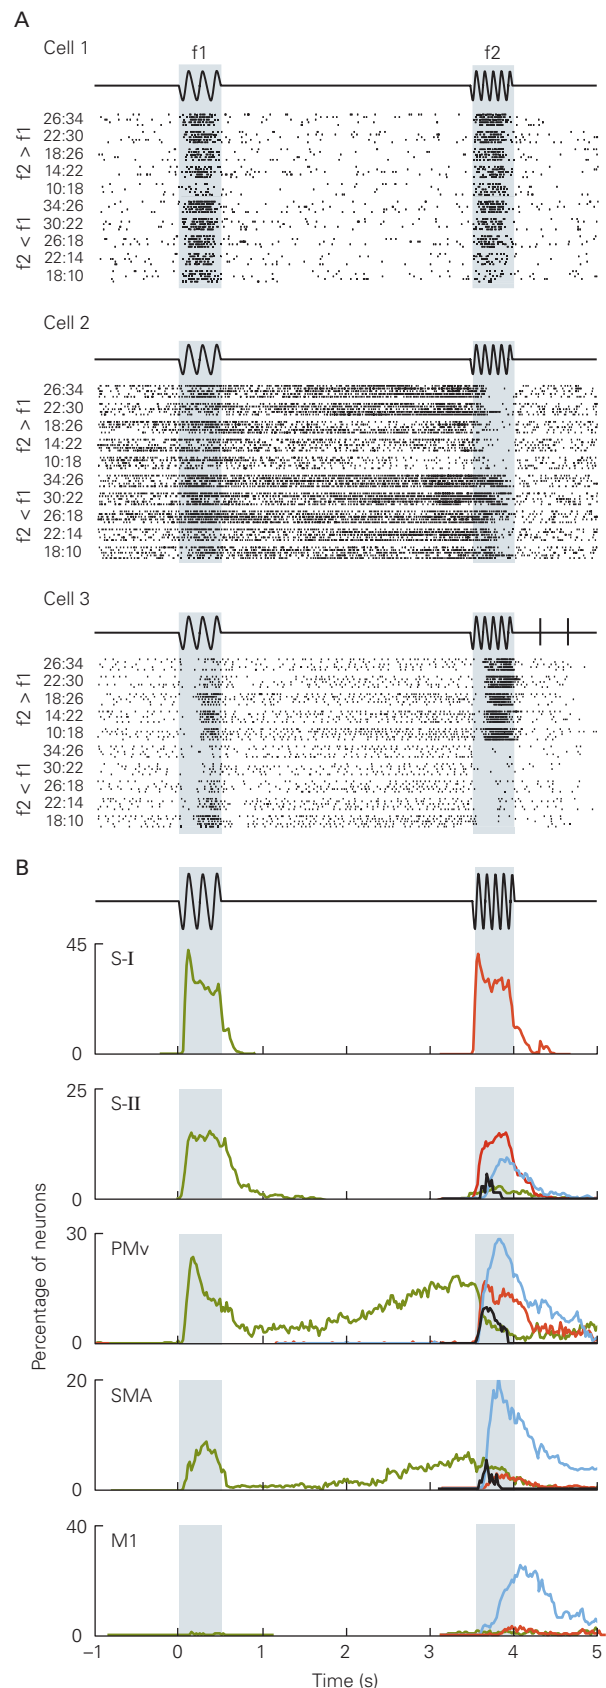 A
Cell 1
f1
f2
f2 > f1
26:34
22:30
18:26
14:22
10:18
f2 < f1
34:26
30:22
26:18
22:14
18:10
Cell 2
f2 > f1
26:34
22:30
18:26
14:22
10:18
f2 < f1
34:26
30:22
26:18
22:14
18:10
Cell 3
f2 > f1
26:34
22:30
18:26
14:22
10:18
f2 < f1
34:26
30:22
26:18
22:14
18:10
B
Percentage of neurons
45
S-I
0
25
S-II
0
30
PMv
0
20
SMA
0
40
M1
0
–1 0 1 2 3 4 5
Time (s)